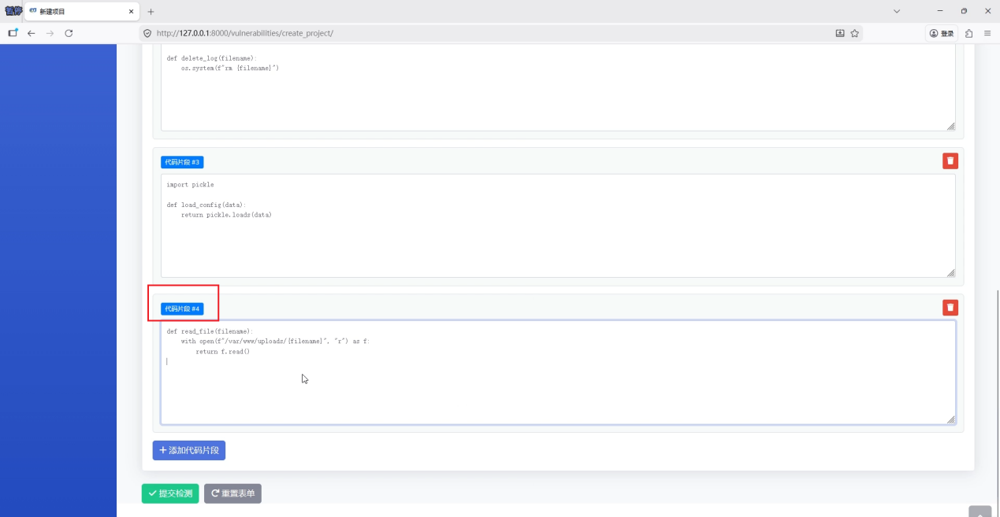 暂停
新建项目
http://127.0.0.1:8000/vulnerabilities/create_project/
登录
def delete_log(filename):
    os.system(f"rm {filename}")
代码片段 #3
import pickle
def load_config(data):
    return pickle.loads(data)
代码片段 #4
def read_file(filename):
    with open(f"/var/www/uploads/{filename}", "r") as f:
        return f.read()
添加代码片段
提交检测
重置表单